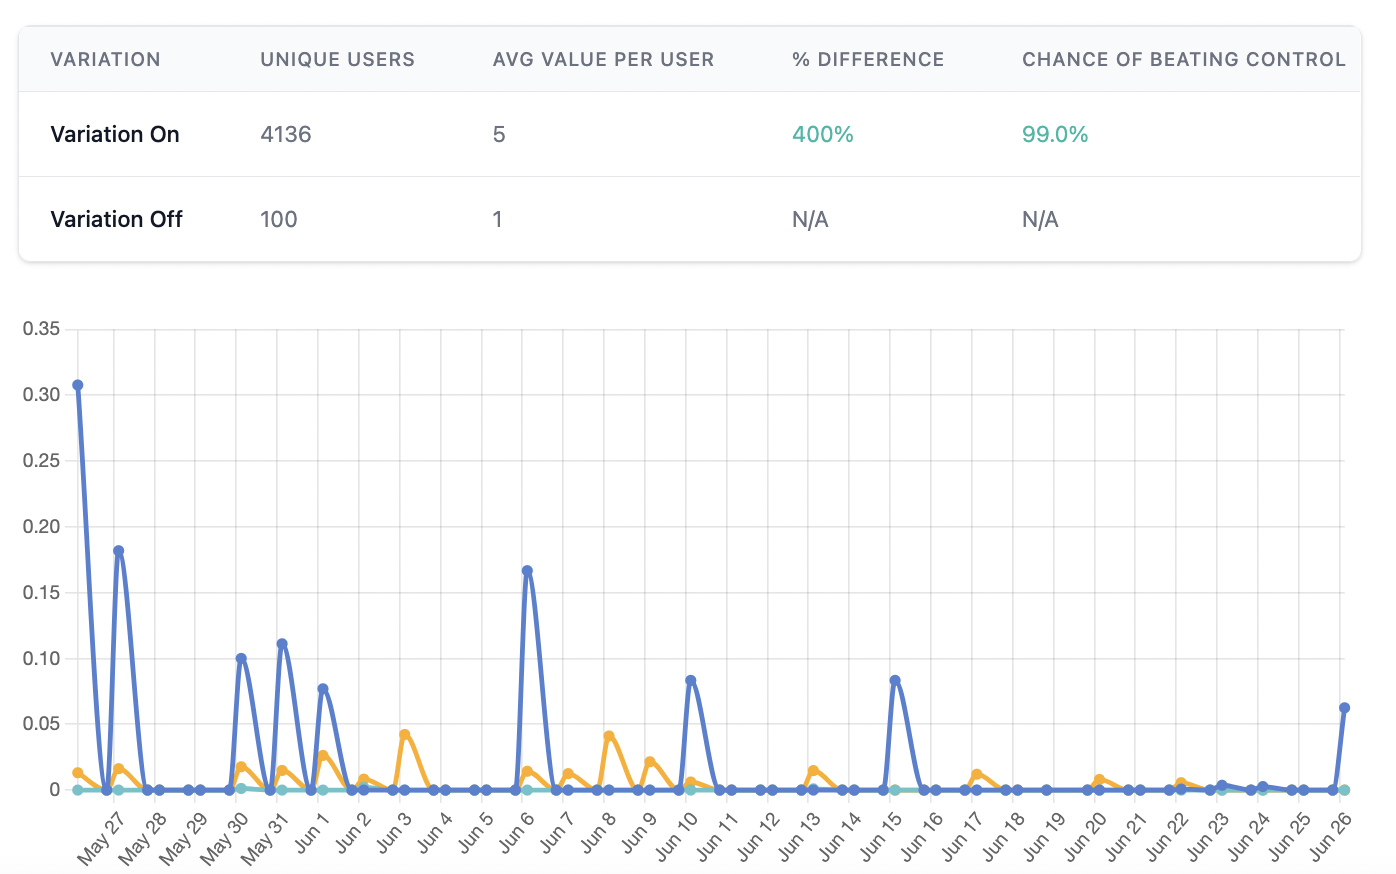 VARIATION UNIQUE USERS AVG VALUE PER USER % DIFFERENCE CHANCE OF BEATING CONTROL
Variation On 4136 5 400% 99.0%
Variation Off 100 1 N/A N/A
0.35
0.30
0.25
0.20
0.15
0.10
0.05
0
May 27 May 28 May 29 May 30 May 31 Jun 1 Jun 2 Jun 3 Jun 4 Jun 5 Jun 6 Jun 7 Jun 8 Jun 9 Jun 10 Jun 11 Jun 12 Jun 13 Jun 14 Jun 15 Jun 16 Jun 17 Jun 18 Jun 19 Jun 20 Jun 21 Jun 22 Jun 23 Jun 24 Jun 25 Jun 26